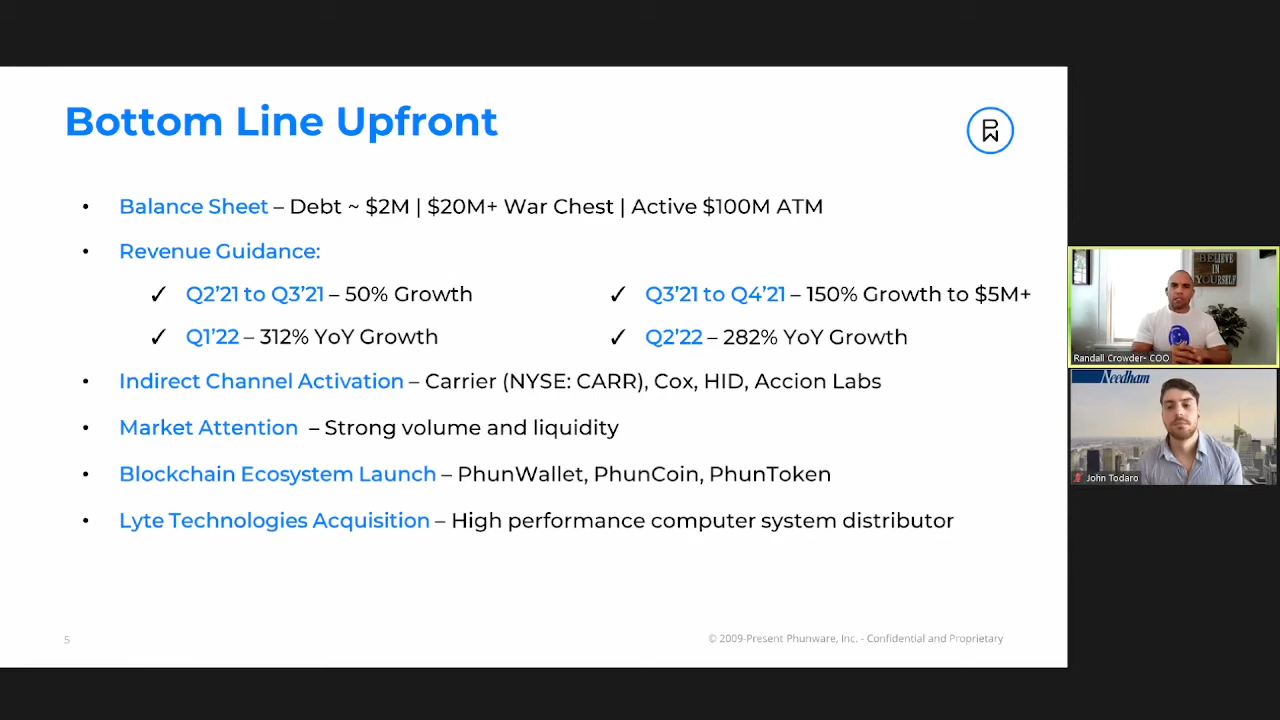 Bottom Line Upfront
• Balance Sheet – Debt ~ $2M | $20M+ War Chest | Active $100M ATM
• Revenue Guidance:
✓ Q2’21 to Q3’21 – 50% Growth
✓ Q3’21 to Q4’21 – 150% Growth to $5M+
✓ Q1’22 – 312% YoY Growth
✓ Q2’22 – 282% YoY Growth
• Indirect Channel Activation – Carrier (NYSE: CARR), Cox, HID, Accion Labs
• Market Attention – Strong volume and liquidity
• Blockchain Ecosystem Launch – PhunWallet, PhunCoin, PhunToken
• Lyte Technologies Acquisition – High performance computer system distributor
5
© 2009-Present Phunware, Inc. - Confidential and Proprietary
BELIEVE
IN
YOURSELF
Randall Crowder- COO
Needham
John Todaro